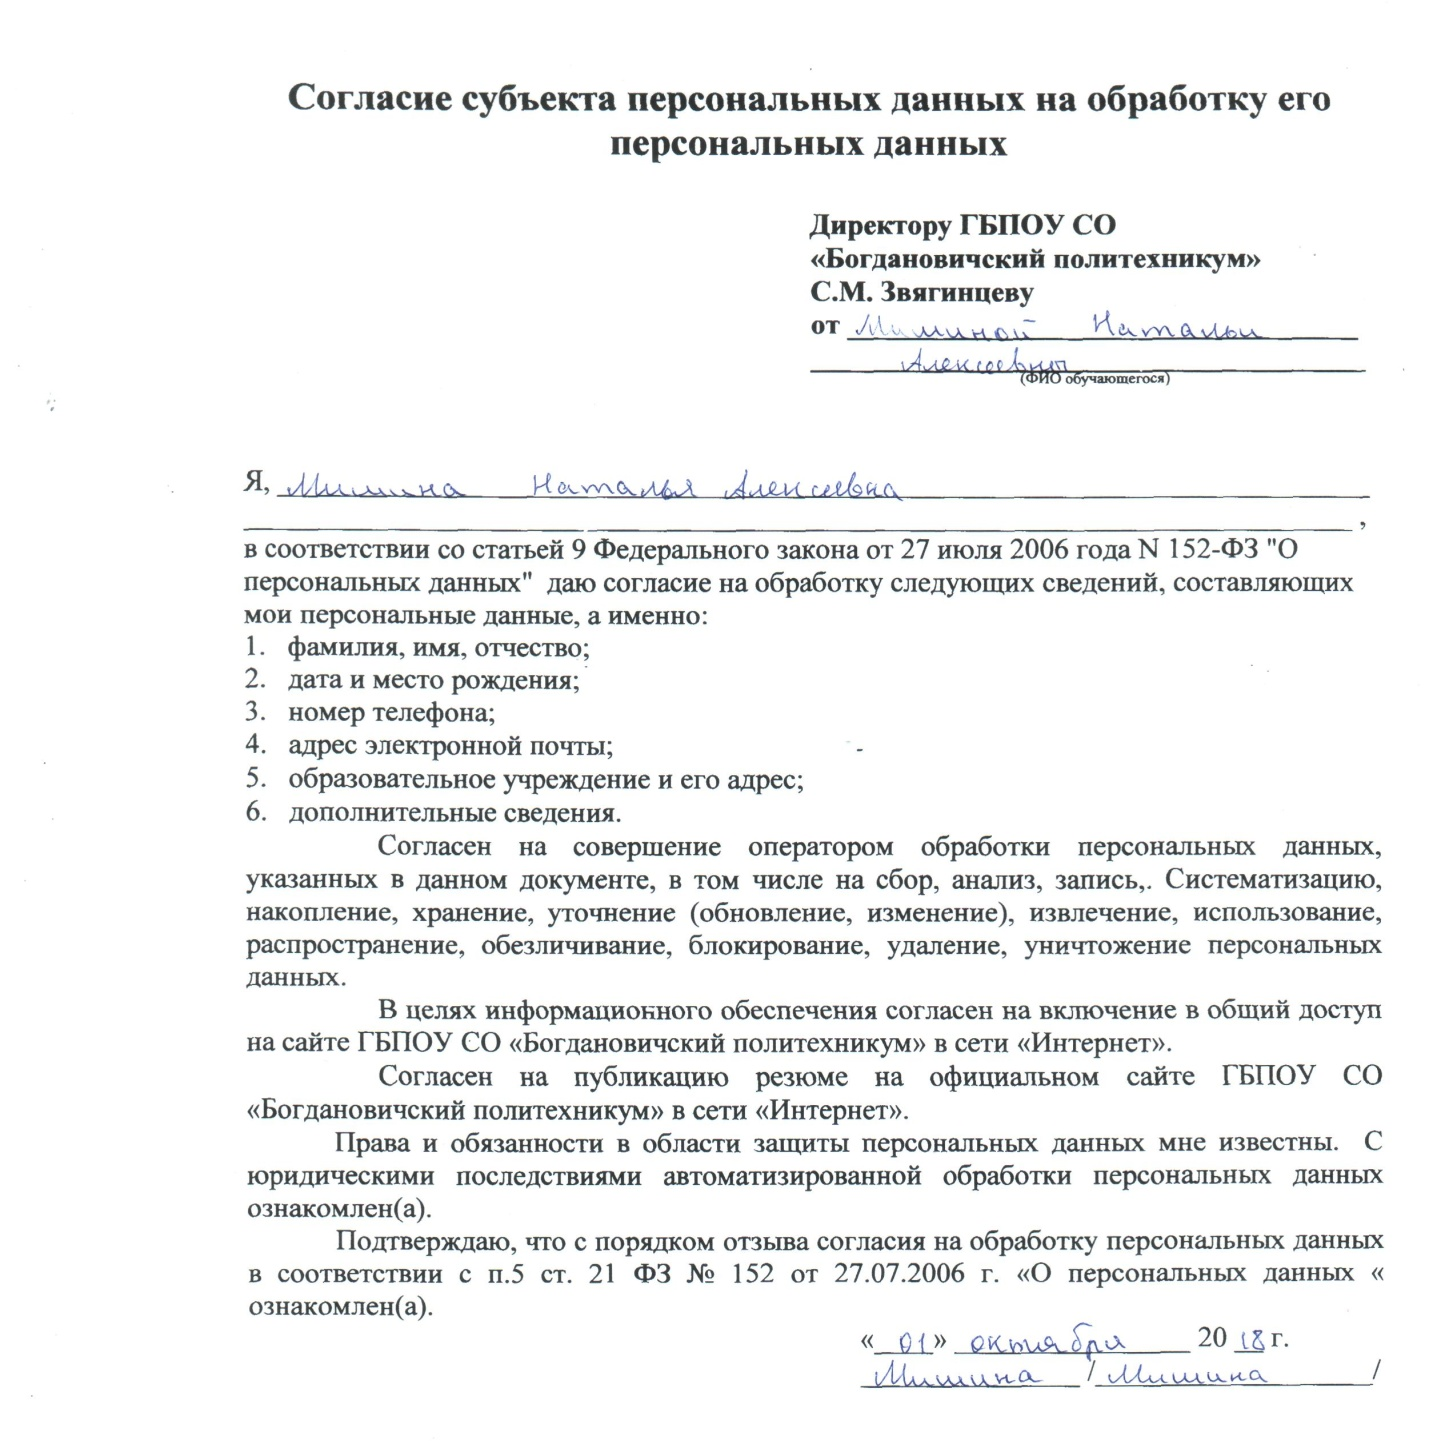 Согласие субъекта персональных данных на обработку его
персональных данных
Директору ГБПОУ СО
«Богдановичский политехникум»
С.М. Звягинцеву
от Мишиной Натальи
Алексеевны
(ФИО обучающегося)
Я, Мишина Наталья Алексеевна
,
в соответствии со статьей 9 Федерального закона от 27 июля 2006 года N 152-ФЗ "О
персональных данных" даю согласие на обработку следующих сведений, составляющих
мои персональные данные, а именно:
1. фамилия, имя, отчество;
2. дата и место рождения;
3. номер телефона;
4. адрес электронной почты;
5. образовательное учреждение и его адрес;
6. дополнительные сведения.
Согласен на совершение оператором обработки персональных данных,
указанных в данном документе, в том числе на сбор, анализ, запись,. Систематизацию,
накопление, хранение, уточнение (обновление, изменение), извлечение, использование,
распространение, обезличивание, блокирование, удаление, уничтожение персональных
данных.
В целях информационного обеспечения согласен на включение в общий доступ
на сайте ГБПОУ СО «Богдановичский политехникум» в сети «Интернет».
Согласен на публикацию резюме на официальном сайте ГБПОУ СО
«Богдановичский политехникум» в сети «Интернет».
Права и обязанности в области защиты персональных данных мне известны. С
юридическими последствиями автоматизированной обработки персональных данных
ознакомлен(а).
Подтверждаю, что с порядком отзыва согласия на обработку персональных данных
в соответствии с п.5 ст. 21 ФЗ № 152 от 27.07.2006 г. «О персональных данных «
ознакомлен(а).
«01» октября 2018 г.
Мишина / Мишина /